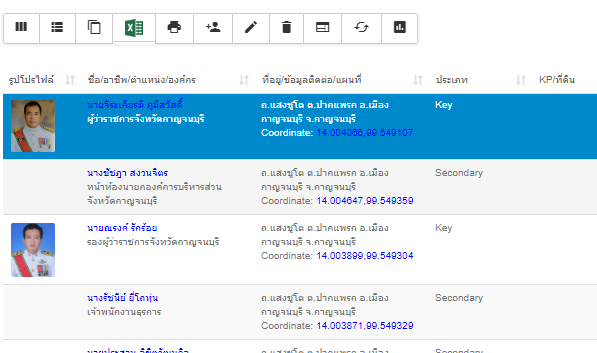 รูปโปรไฟล์ ชื่อ/อาชีพ/ตำแหน่ง/องค์กร ที่อยู่/ข้อมูลติดต่อ/แผนที่ ประเภท KP/ที่ดิน
นายจีระเกียรติ ภูมิสวัสดิ์ ถ.แสงชูโต ต.ปากแพรก อ.เมือง Key
ผู้ว่าราชการจังหวัดกาญจนบุรี กาญจนบุรี จ.กาญจนบุรี
Coordinate: 14.004066,99.549107
นางชัชฎา สงวนจิตร ถ.แสงชูโต ต.ปากแพรก อ.เมือง Secondary
หน้าห้องนายกองค์การบริหารส่วน กาญจนบุรี จ.กาญจนบุรี
จังหวัดกาญจนบุรี Coordinate: 14.004647,99.549359
นายณรงค์ รักร้อย ถ.แสงชูโต ต.ปากแพรก อ.เมือง Key
รองผู้ว่าราชการจังหวัดกาญจนบุรี กาญจนบุรี จ.กาญจนบุรี
Coordinate: 14.003899,99.549304
นางรัชนีย์ ยี่โถหุ่น ถ.แสงชูโต ต.ปากแพรก อ.เมือง Secondary
เจ้าพนักงานธุรการ กาญจนบุรี จ.กาญจนบุรี
Coordinate: 14.003871,99.549329
ถ.แสงชูโต ต.ปากแพรก อ.เมือง Secondary